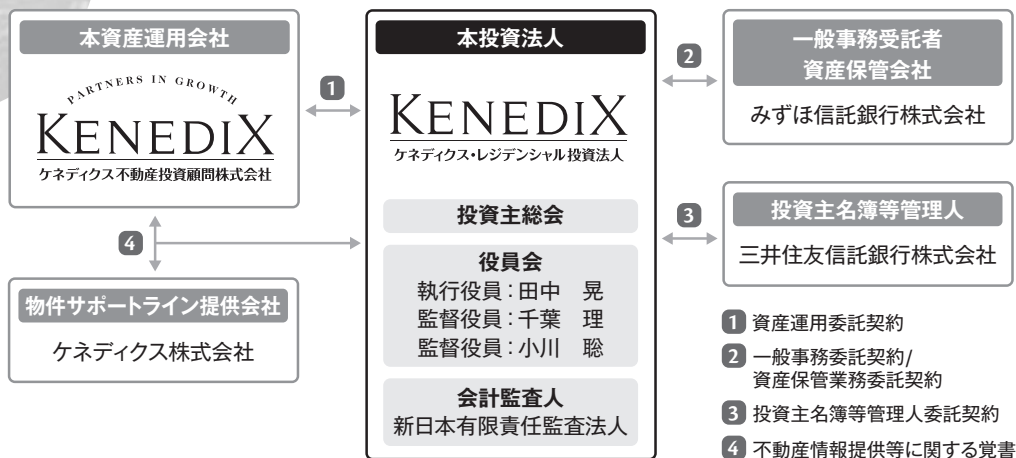 本資産運用会社
PARTNERS IN GROWTH
KENEDIX
ケネディクス不動産投資顧問株式会社
1
4
物件サポートライン提供会社
ケネディクス株式会社
本投資法人
KENEDIX
ケネディクス・レジデンシャル投資法人
投資主総会
役員会
執行役員：田中　晃
監督役員：千葉　理
監督役員：小川　聡
会計監査人
新日本有限責任監査法人
2
一般事務受託者
資産保管会社
みずほ信託銀行株式会社
3
投資主名簿等管理人
三井住友信託銀行株式会社
1 資産運用委託契約
2 一般事務委託契約/
資産保管業務委託契約
3 投資主名簿等管理人委託契約
4 不動産情報提供等に関する覚書